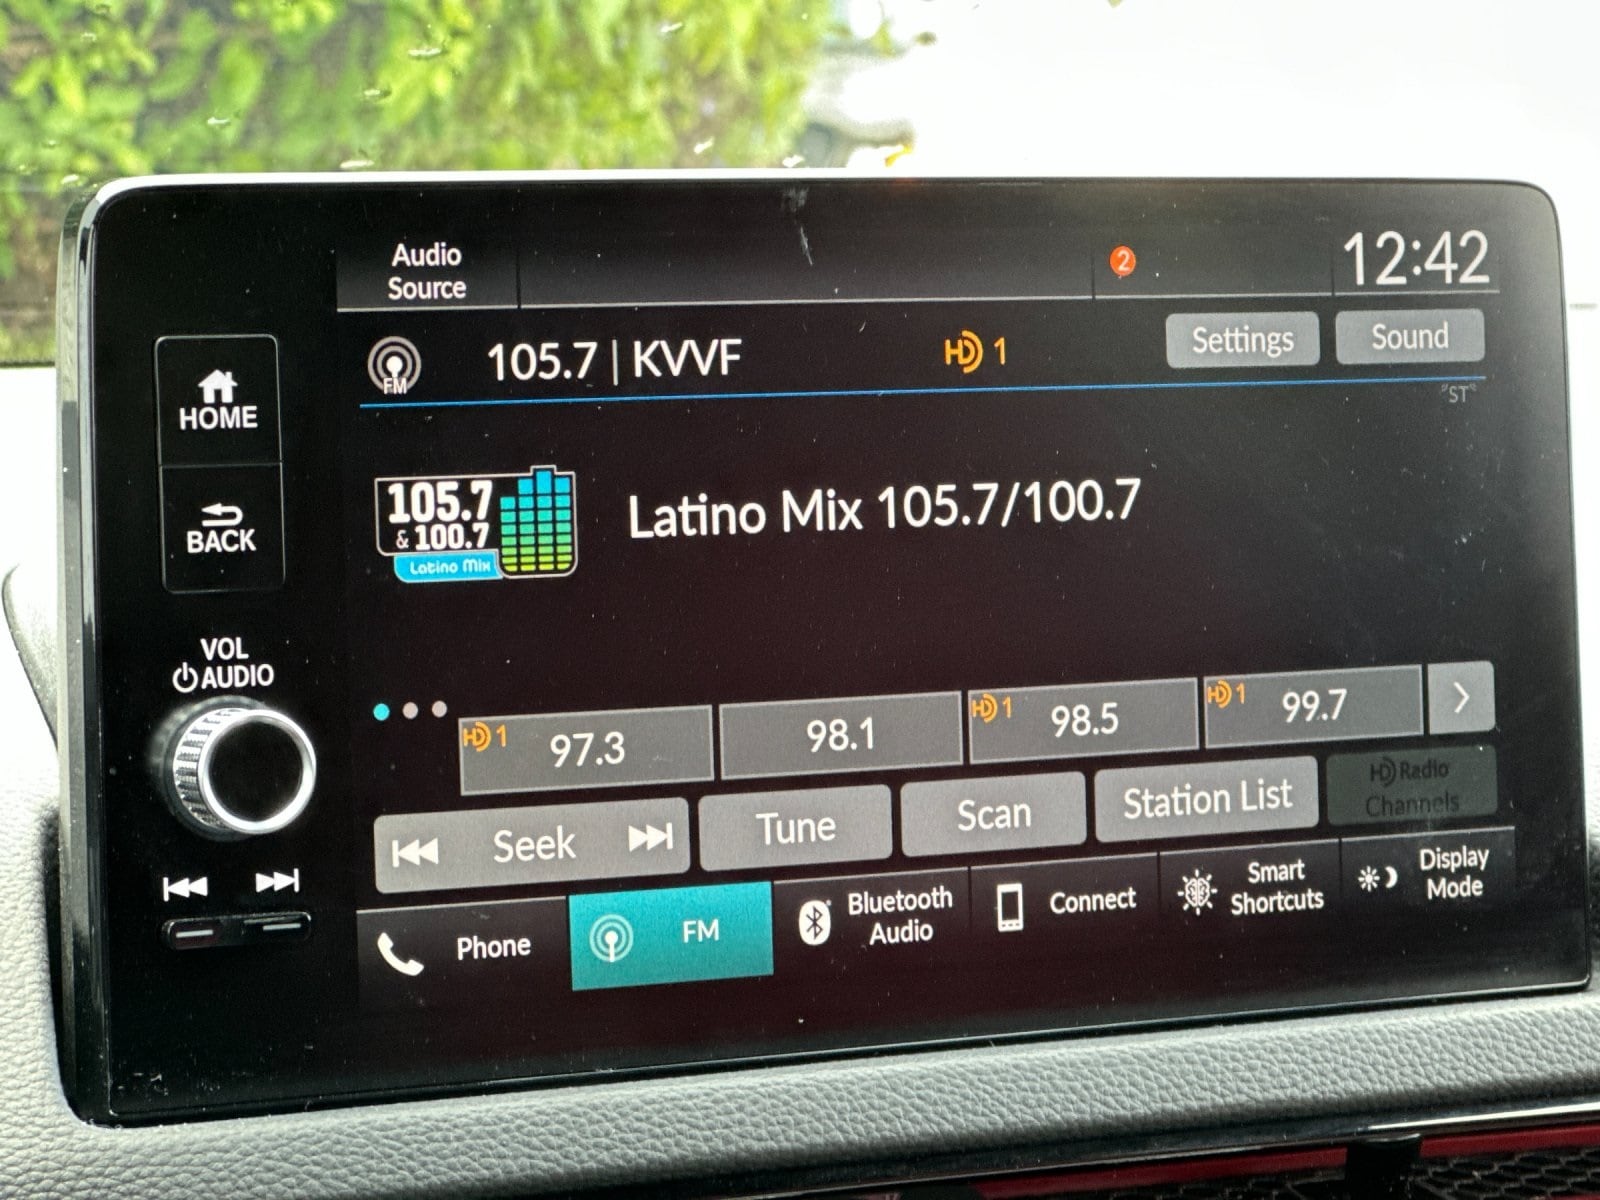 Audio
Source
2
12:42
FM
105.7 | KVVF
HD 1
Settings
Sound
"ST"
HOME
BACK
105.7
& 100.7
Latino Mix
Latino Mix 105.7/100.7
VOL
AUDIO
HD 1
97.3
98.1
HD 1
98.5
HD 1
99.7
Seek
Tune
Scan
Station List
HD Radio
Channels
Phone
FM
Bluetooth
Audio
Connect
Smart
Shortcuts
Display
Mode